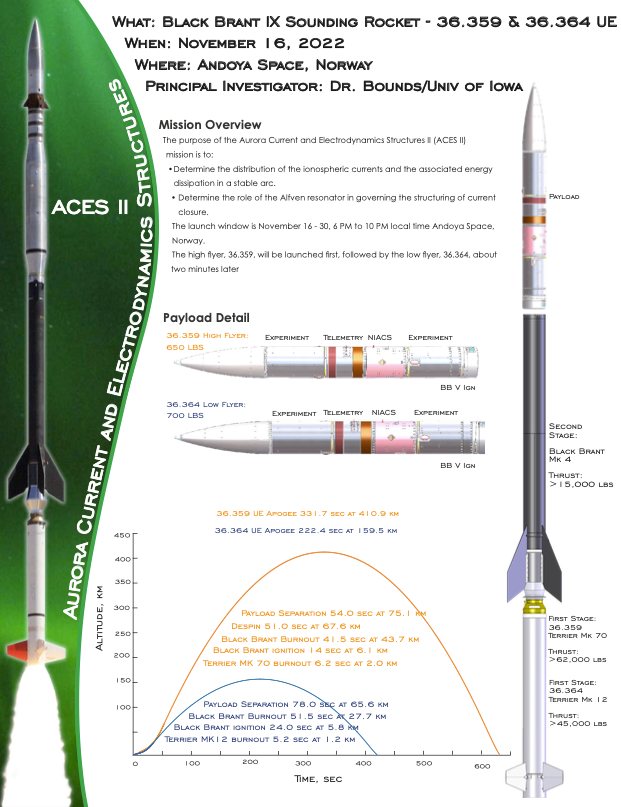 What: Black Brant IX Sounding Rocket - 36.359 & 36.364 UE
When: November 16, 2022
Where: Andoya Space, Norway
Principal Investigator: Dr. Bounds/Univ of Iowa
ACES II
Aurora Current and Electrodynamics Structures
Mission Overview
The purpose of the Aurora Current and Electrodynamics Structures II (ACES II)
mission is to:
•Determine the distribution of the ionospheric currents and the associated energy
dissipation in a stable arc.
• Determine the role of the Alfven resonator in governing the structuring of current
closure.
The launch window is November 16 - 30, 6 PM to 10 PM local time Andoya Space,
Norway.
The high flyer, 36.359, will be launched first, followed by the low flyer, 36.364, about
two minutes later
Payload Detail
36.359 High Flyer:
650 lbs
Experiment Telemetry NIACS Experiment
BB V Ign
36.364 Low Flyer:
700 lbs
Experiment Telemetry NIACS Experiment
BB V Ign
36.359 UE Apogee 331.7 sec at 410.9 km
36.364 UE Apogee 222.4 sec at 159.5 km
Altitude, km
450
400
350
300
250
200
150
100
Payload Separation 54.0 sec at 75.1 km
Despin 51.0 sec at 67.6 km
Black Brant Burnout 41.5 sec at 43.7 km
Black Brant ignition 14 sec at 6.1 km
Terrier MK 70 burnout 6.2 sec at 2.0 km
Payload Separation 78.0 sec at 65.6 km
Black Brant Burnout 51.5 sec at 27.7 km
Black Brant ignition 24.0 sec at 5.8 km
Terrier MK12 burnout 5.2 sec at 1.2 km
0 100 200 300 400 500 600
Time, sec
Payload
Second
Stage:
Black Brant
Mk 4
Thrust:
>15,000 lbs
First Stage:
36.359
Terrier Mk 70
Thrust:
>62,000 lbs
First Stage:
36.364
Terrier Mk 12
Thrust:
>45,000 lbs